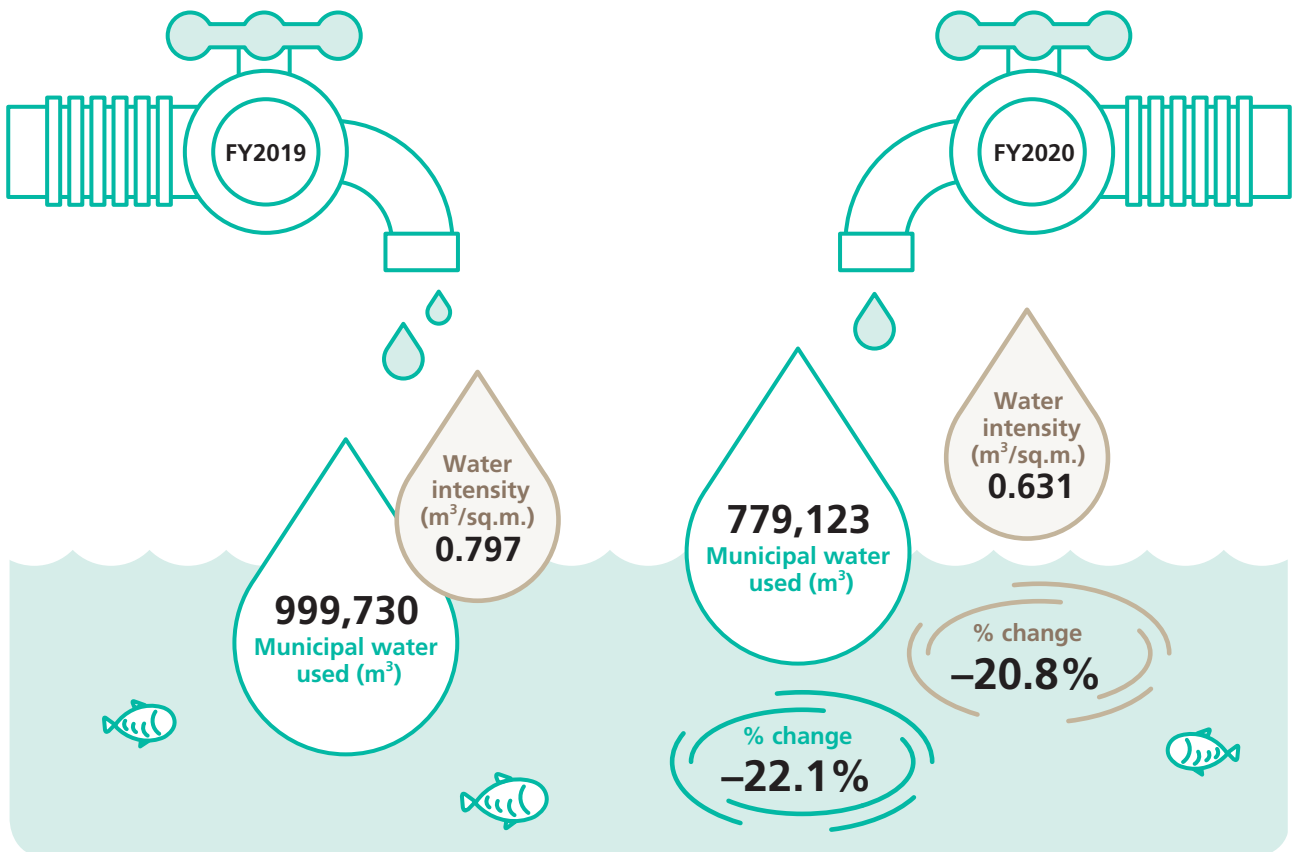 FY2019
FY2020
Water
intensity
(m³/sq.m.)
0.797
999,730
Municipal water
used (m³)
Water
intensity
(m³/sq.m.)
0.631
779,123
Municipal water
used (m³)
% change
–20.8%
% change
–22.1%